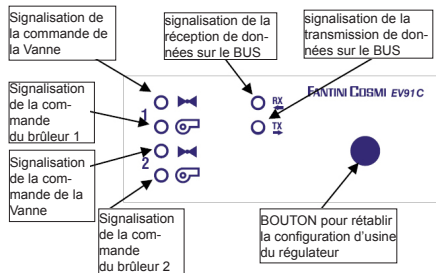 Signalisation de
la commande de
la Vanne
signalisation de la
réception de don-
nées sur le BUS
signalisation de la
transmission de don-
nées sur le BUS
Signalisation
de la com-
mande
du brûleur 1
Signalisation
de la com-
mande de la
Vanne
1
2
RX
TX
FANTINI COSMI EV91C
Signalisation
de la com-
mande
du brûleur 2
BOUTON pour rétablir
la configuration d'usine
du régulateur